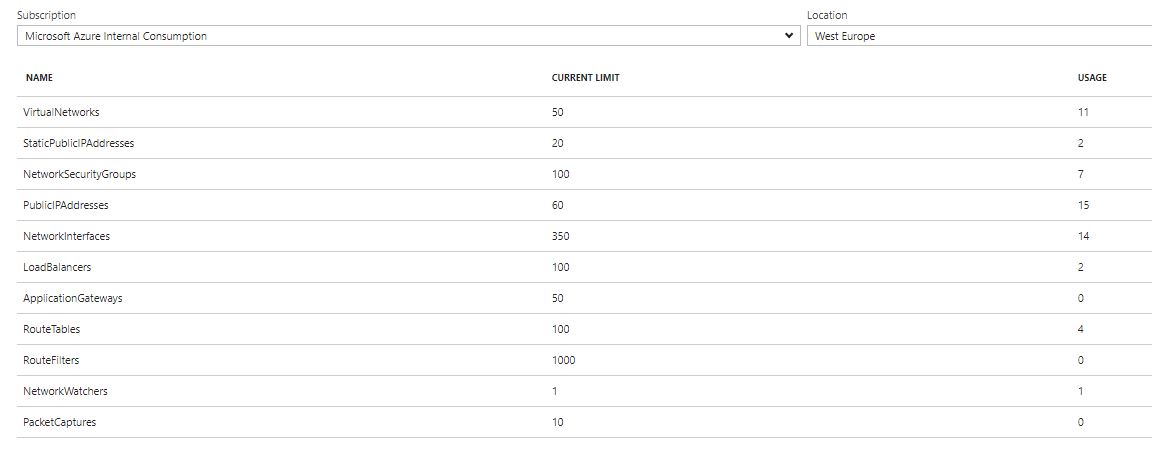 Subscription Location
Microsoft Azure Internal Consumption West Europe
NAME CURRENT LIMIT USAGE
VirtualNetworks 50 11
StaticPublicIPAddresses 20 2
NetworkSecurityGroups 100 7
PublicIPAddresses 60 15
NetworkInterfaces 350 14
LoadBalancers 100 2
ApplicationGateways 50 0
RouteTables 100 4
RouteFilters 1000 0
NetworkWatchers 1 1
PacketCaptures 10 0